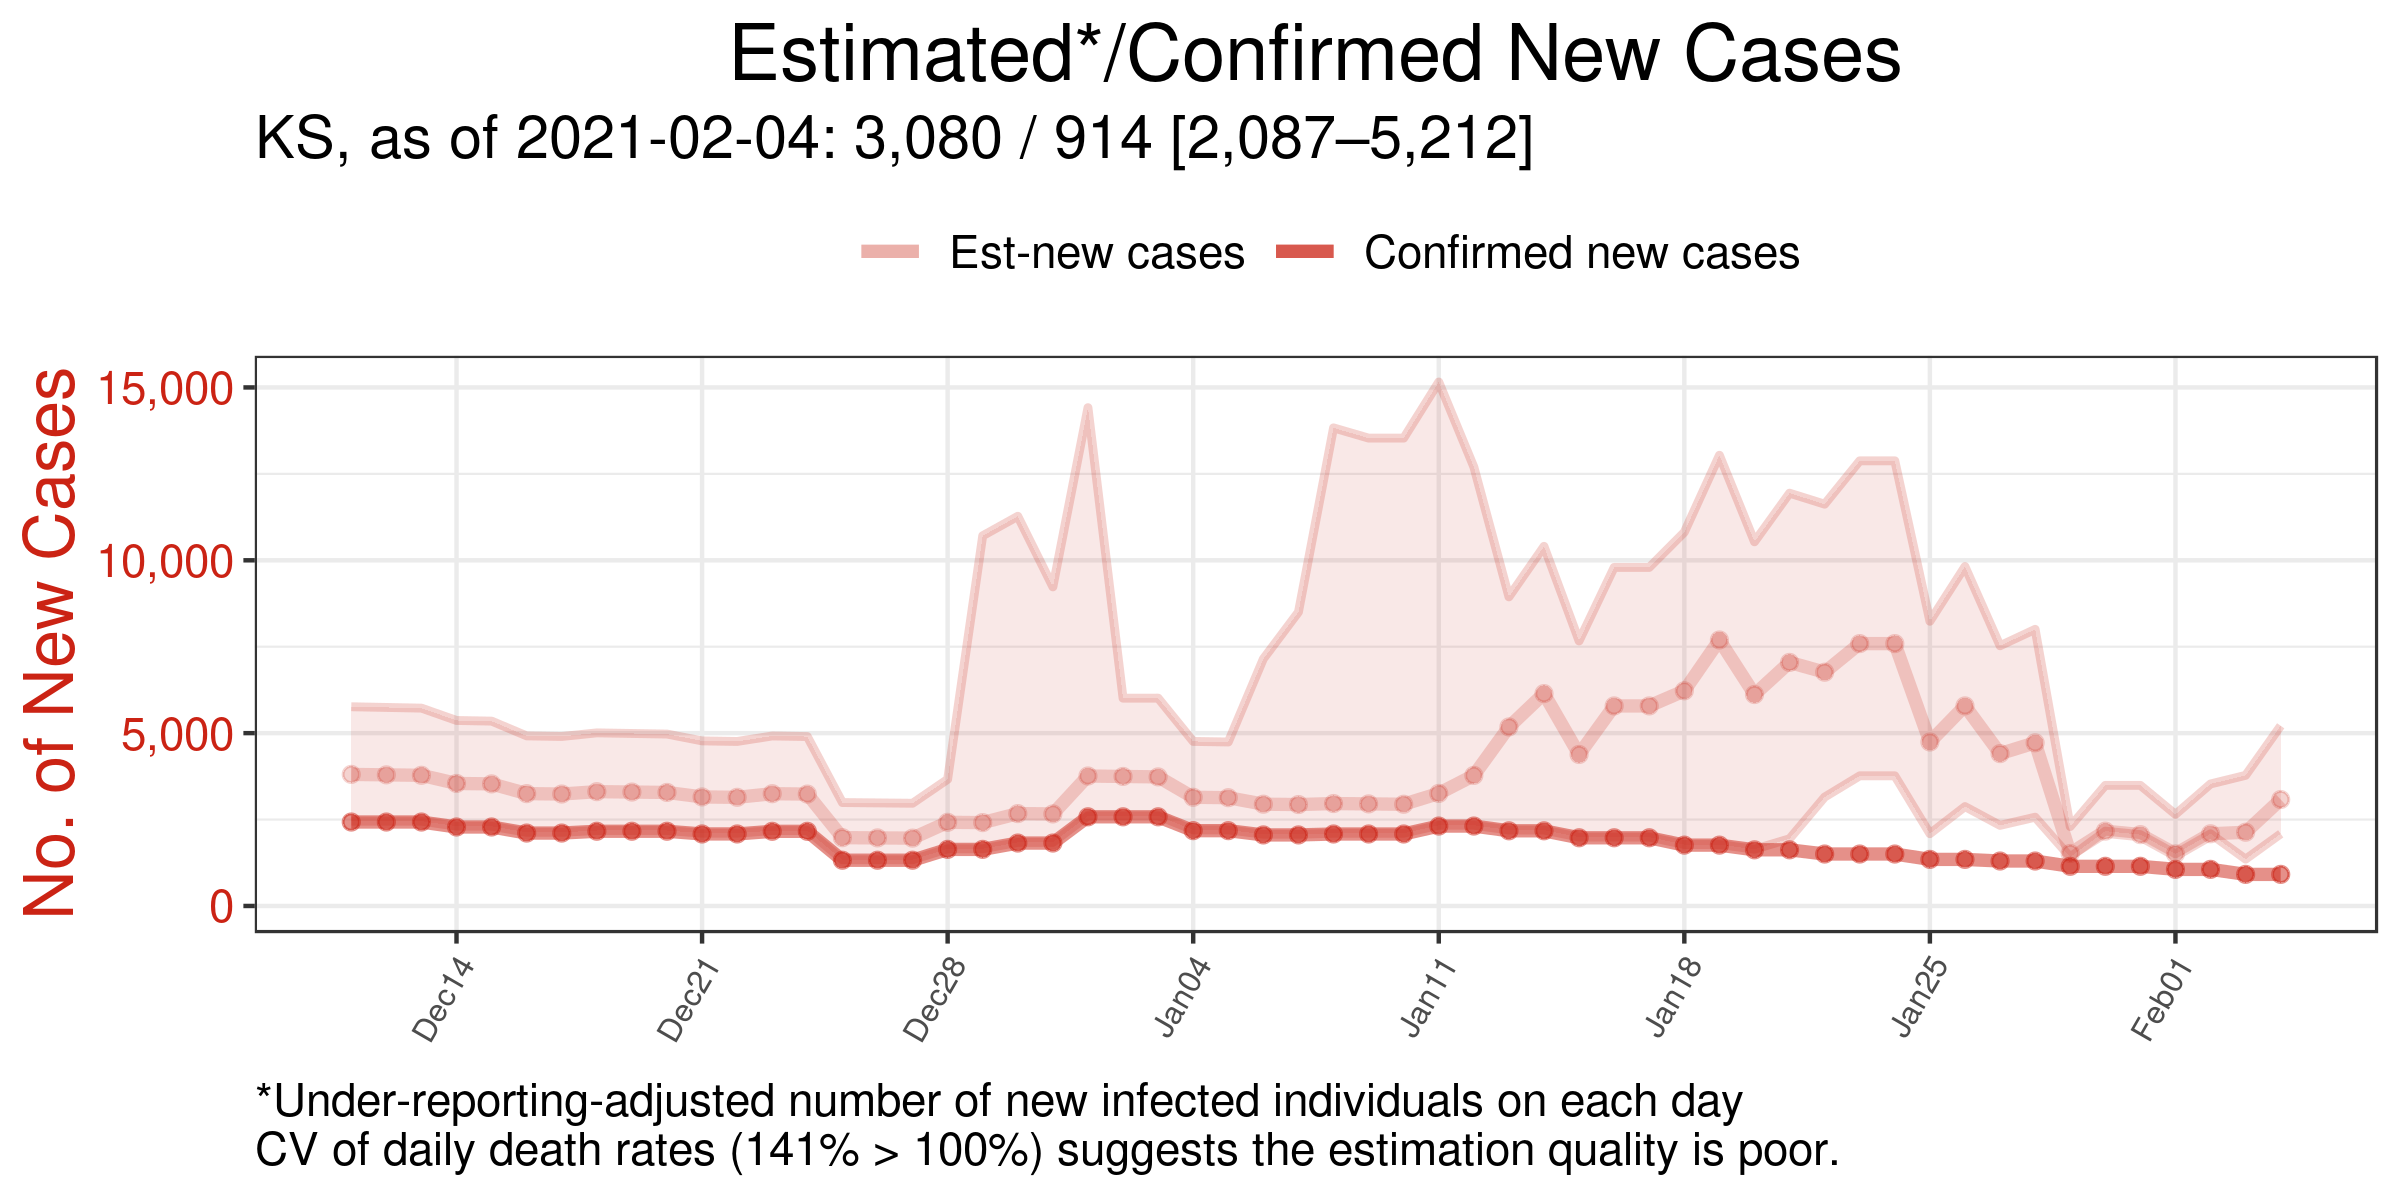 Estimated*/Confirmed New Cases
KS, as of 2021-02-04: 3,080 / 914 [2,087–5,212]
Est-new cases Confirmed new cases
No. of New Cases
15,000
10,000
5,000
0
Dec14 Dec21 Dec28 Jan04 Jan11 Jan18 Jan25 Feb01
*Under-reporting-adjusted number of new infected individuals on each day
CV of daily death rates (141% > 100%) suggests the estimation quality is poor.